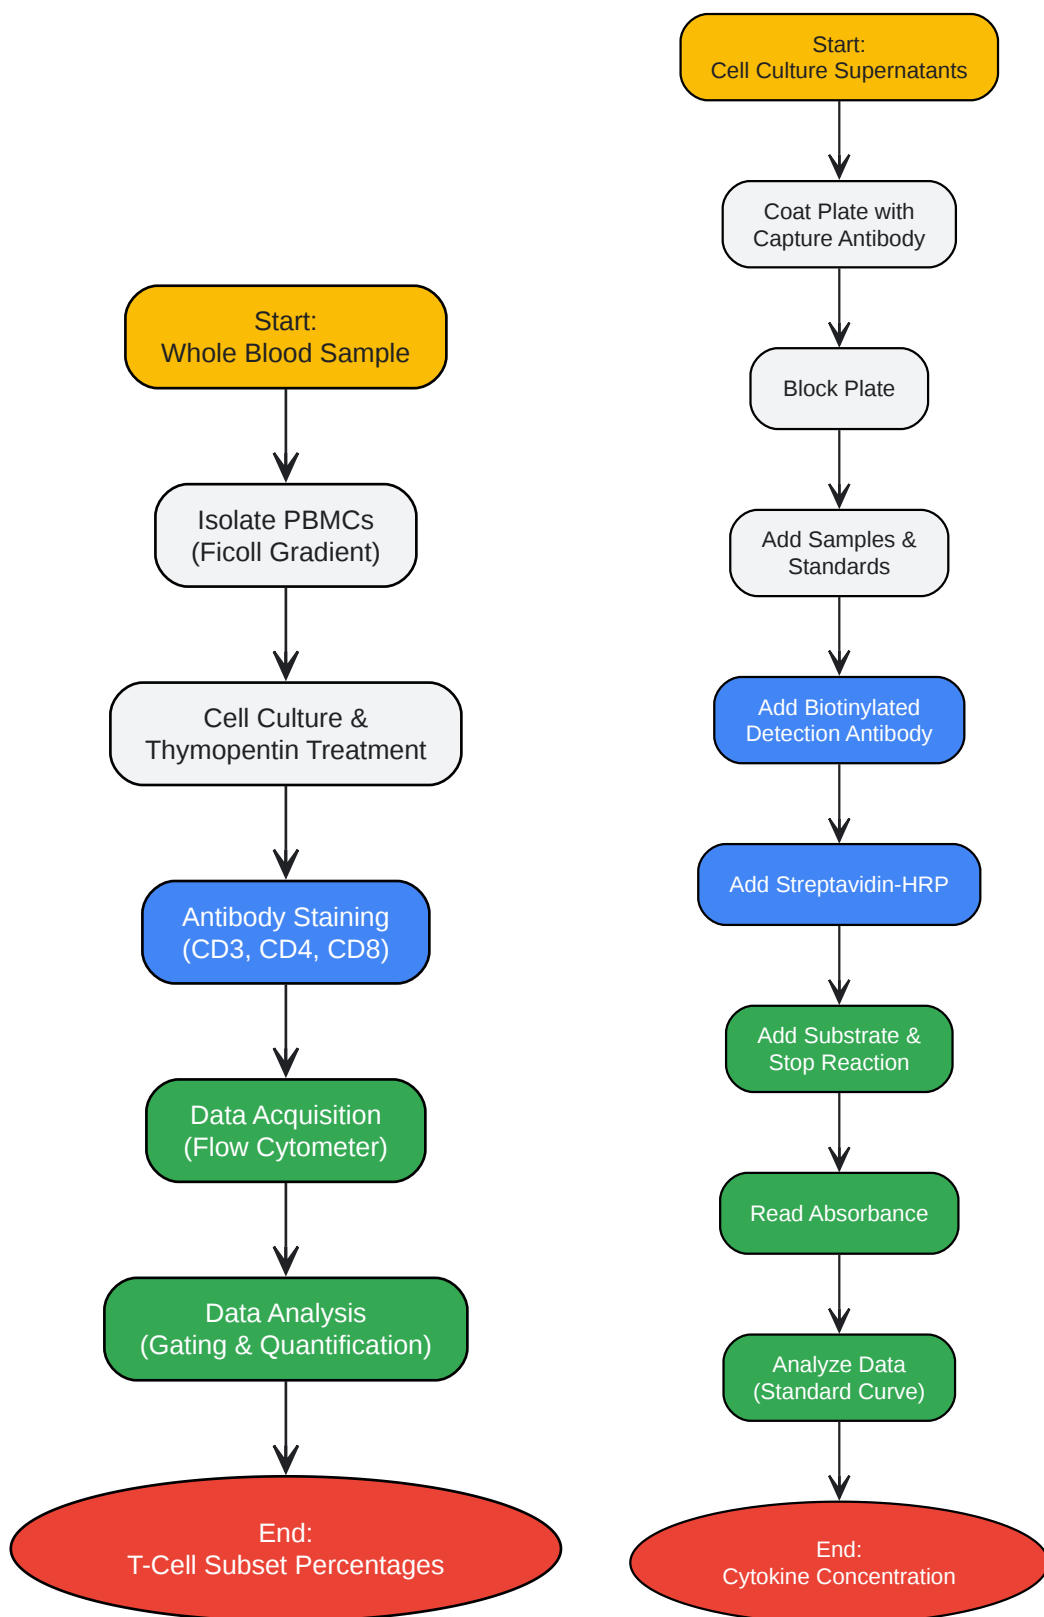 Start:
Whole Blood Sample
Isolate PBMCs
(Ficoll Gradient)
Cell Culture &
Thymopentin Treatment
Antibody Staining
(CD3, CD4, CD8)
Data Acquisition
(Flow Cytometer)
Data Analysis
(Gating & Quantification)
End:
T-Cell Subset Percentages
Start:
Cell Culture Supernatants
Coat Plate with
Capture Antibody
Block Plate
Add Samples &
Standards
Add Biotinylated
Detection Antibody
Add Streptavidin-HRP
Add Substrate &
Stop Reaction
Read Absorbance
Analyze Data
(Standard Curve)
End:
Cytokine Concentration